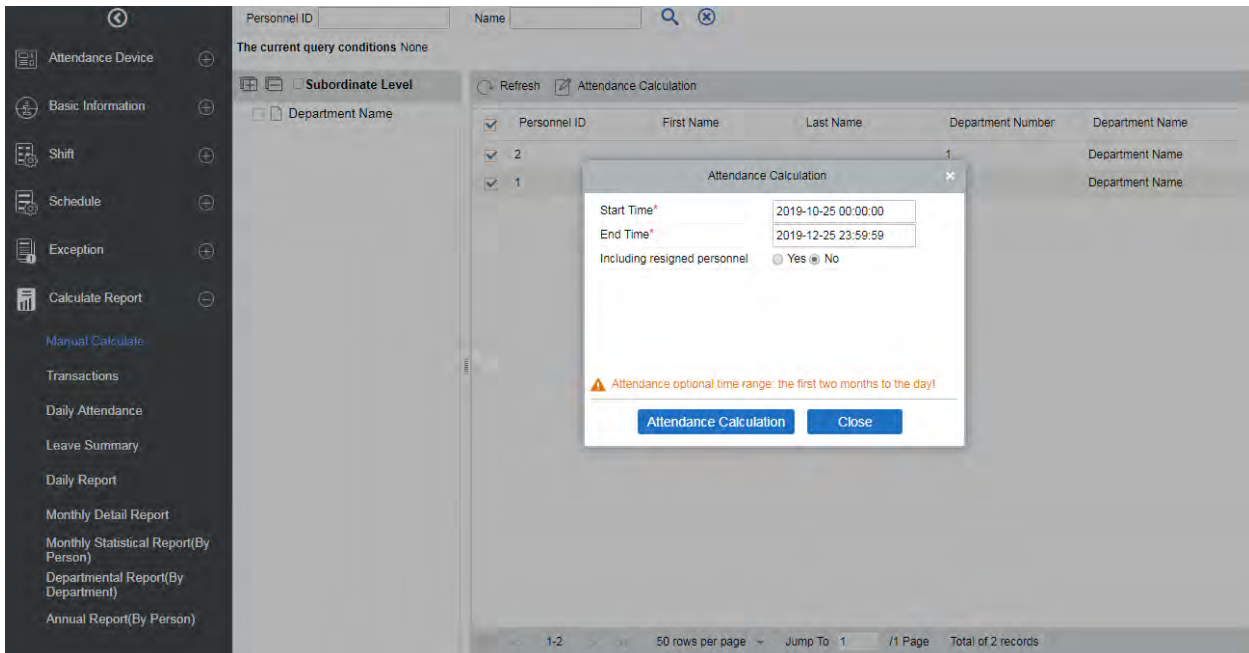 Personnel ID Name
The current query conditions None
Attendance Device
Basic Information
Shift
Schedule
Exception
Calculate Report
Manual Calculate
Transactions
Daily Attendance
Leave Summary
Daily Report
Monthly Detail Report
Monthly Statistical Report(By
Person)
Departmental Report(By
Department)
Annual Report(By Person)
Subordinate Level
Department Name
Refresh Attendance Calculation
Personnel ID First Name Last Name Department Number Department Name
2 1 Department Name
1 Department Name
Attendance Calculation
Start Time* 2019-10-25 00:00:00
End Time* 2019-12-25 23:59:59
Including resigned personnel Yes No
Attendance optional time range: the first two months to the day!
Attendance Calculation Close
1-2 50 rows per page Jump To 1 /1 Page Total of 2 records